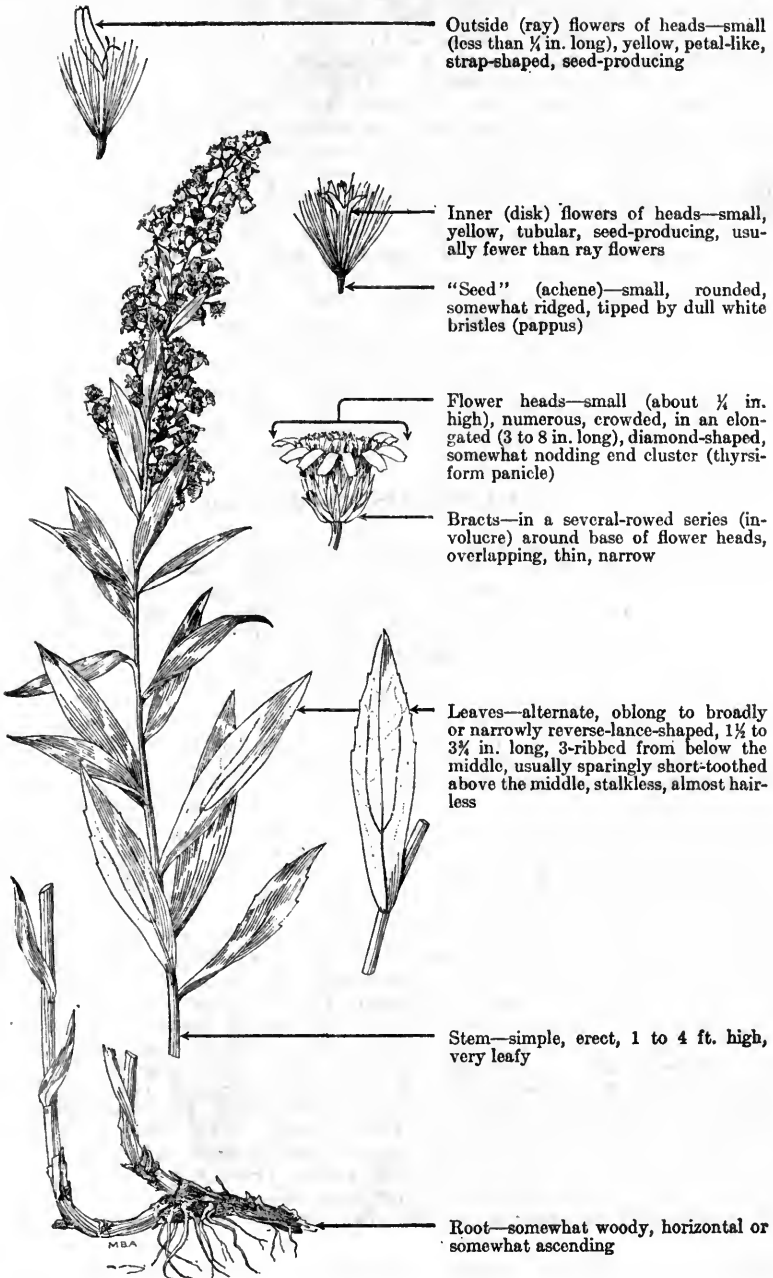 Outside (ray) flowers of heads—small
(less than ¼ in. long), yellow, petal-like,
strap-shaped, seed-producing
Inner (disk) flowers of heads—small,
yellow, tubular, seed-producing, usu-
ally fewer than ray flowers
"Seed" (achene)—small, rounded,
somewhat ridged, tipped by dull white
bristles (pappus)
Flower heads—small (about ¼ in.
high), numerous, crowded, in an elon-
gated (3 to 8 in. long), diamond-shaped,
somewhat nodding end cluster (thyrsi-
form panicle)
Bracts—in a several-rowed series (in-
volucre) around base of flower heads,
overlapping, thin, narrow
Leaves—alternate, oblong to broadly
or narrowly reverse-lance-shaped, 1½ to
3¾ in. long, 3-ribbed from below the
middle, usually sparingly short-toothed
above the middle, stalkless, almost hair-
less
Stem—simple, erect, 1 to 4 ft. high,
very leafy
Root—somewhat woody, horizontal or
somewhat ascending
MBA